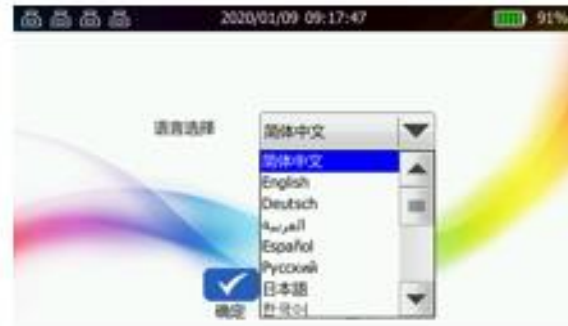 2020/01/09 09:17:47 91%
语言选择 简体中文
简体中文
English
Deutsch
العربية
Español
Русский
日本語
한국어
确定